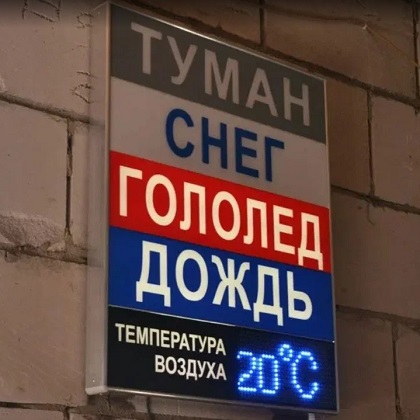 ТУМАН
СНЕГ
ГОЛОЛЕД
ДОЖДЬ
ТЕМПЕРАТУРА
ВОЗДУХА 20°C